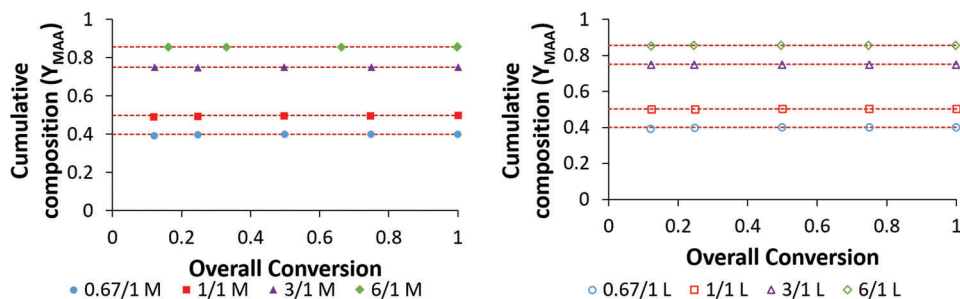 Cumulative
composition (YMAA)
1
0.8
0.6
0.4
0.2
0
0 0.2 0.4 0.6 0.8 1
Overall Conversion
0.67/1 M 1/1 M 3/1 M 6/1 M
Cumulative
composition (YMAA)
1
0.8
0.6
0.4
0.2
0
0 0.2 0.4 0.6 0.8 1
Overall Conversion
0.67/1 L 1/1 L 3/1 L 6/1 L